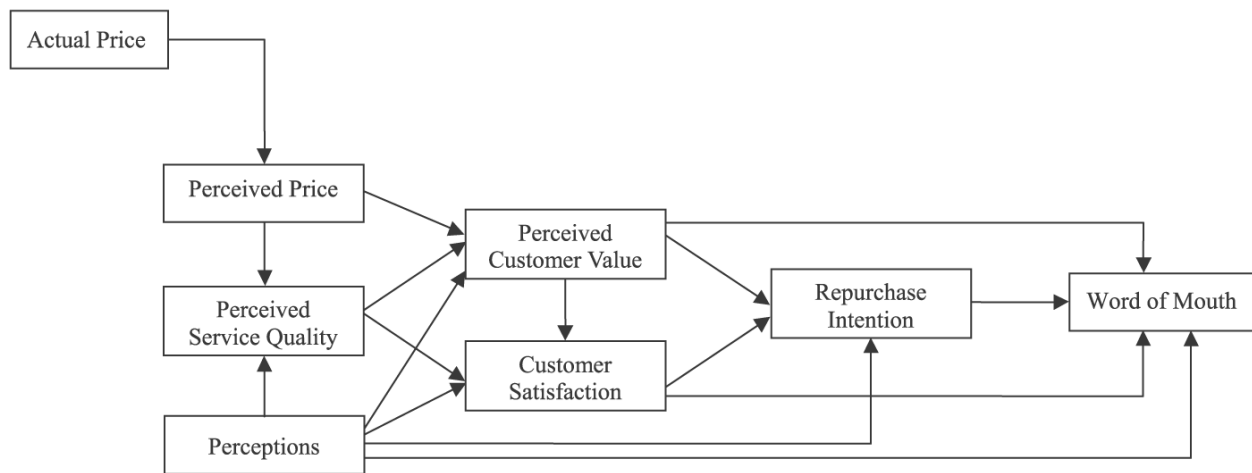 Actual Price
Perceived Price
Perceived
Service Quality
Perceptions
Perceived
Customer Value
Customer
Satisfaction
Repurchase
Intention
Word of Mouth